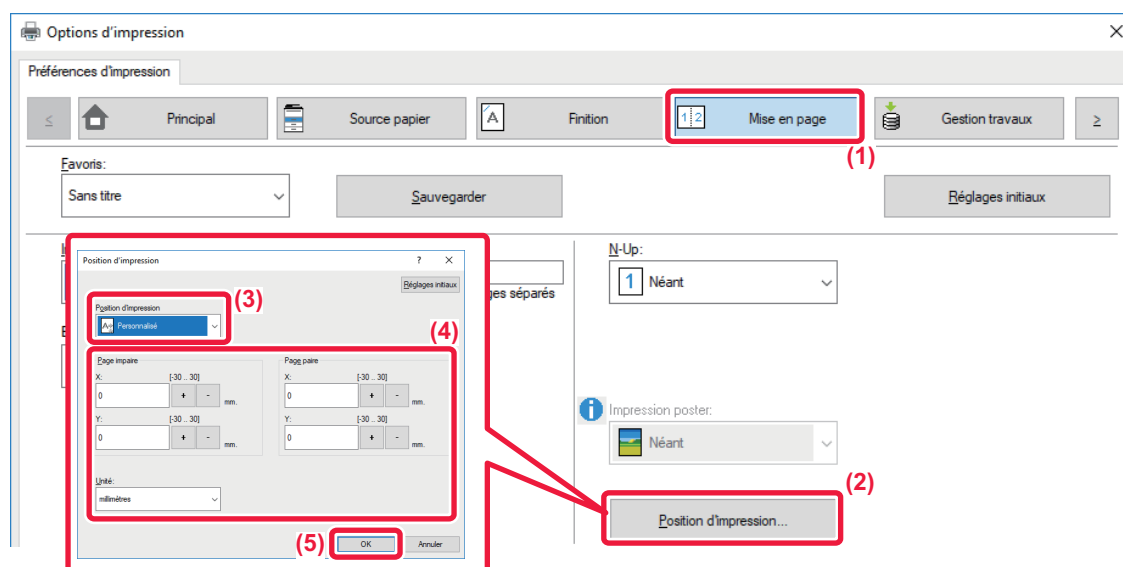 Options d'impression
Préférences d'impression
< Principal Source papier Finition Mise en page Gestion travaux >
(1)
Favoris:
Sans titre Sauvegarder Réglages initiaux
N-Up:
1 Néant
Position d'impression ? ×
Réglages initiaux
ges séparés
Position d'impression (3)
Personnalisé
(4)
Page impaire Page paire
X: [-30 .. 30] X: [-30 .. 30]
0 + - mm. 0 + - mm.
Y: [-30 .. 30] Y: [-30 .. 30]
0 + - mm. 0 + - mm.
Impression poster:
Néant
Unité:
millimètres
(2)
Position d'impression...
(5) OK Annuler